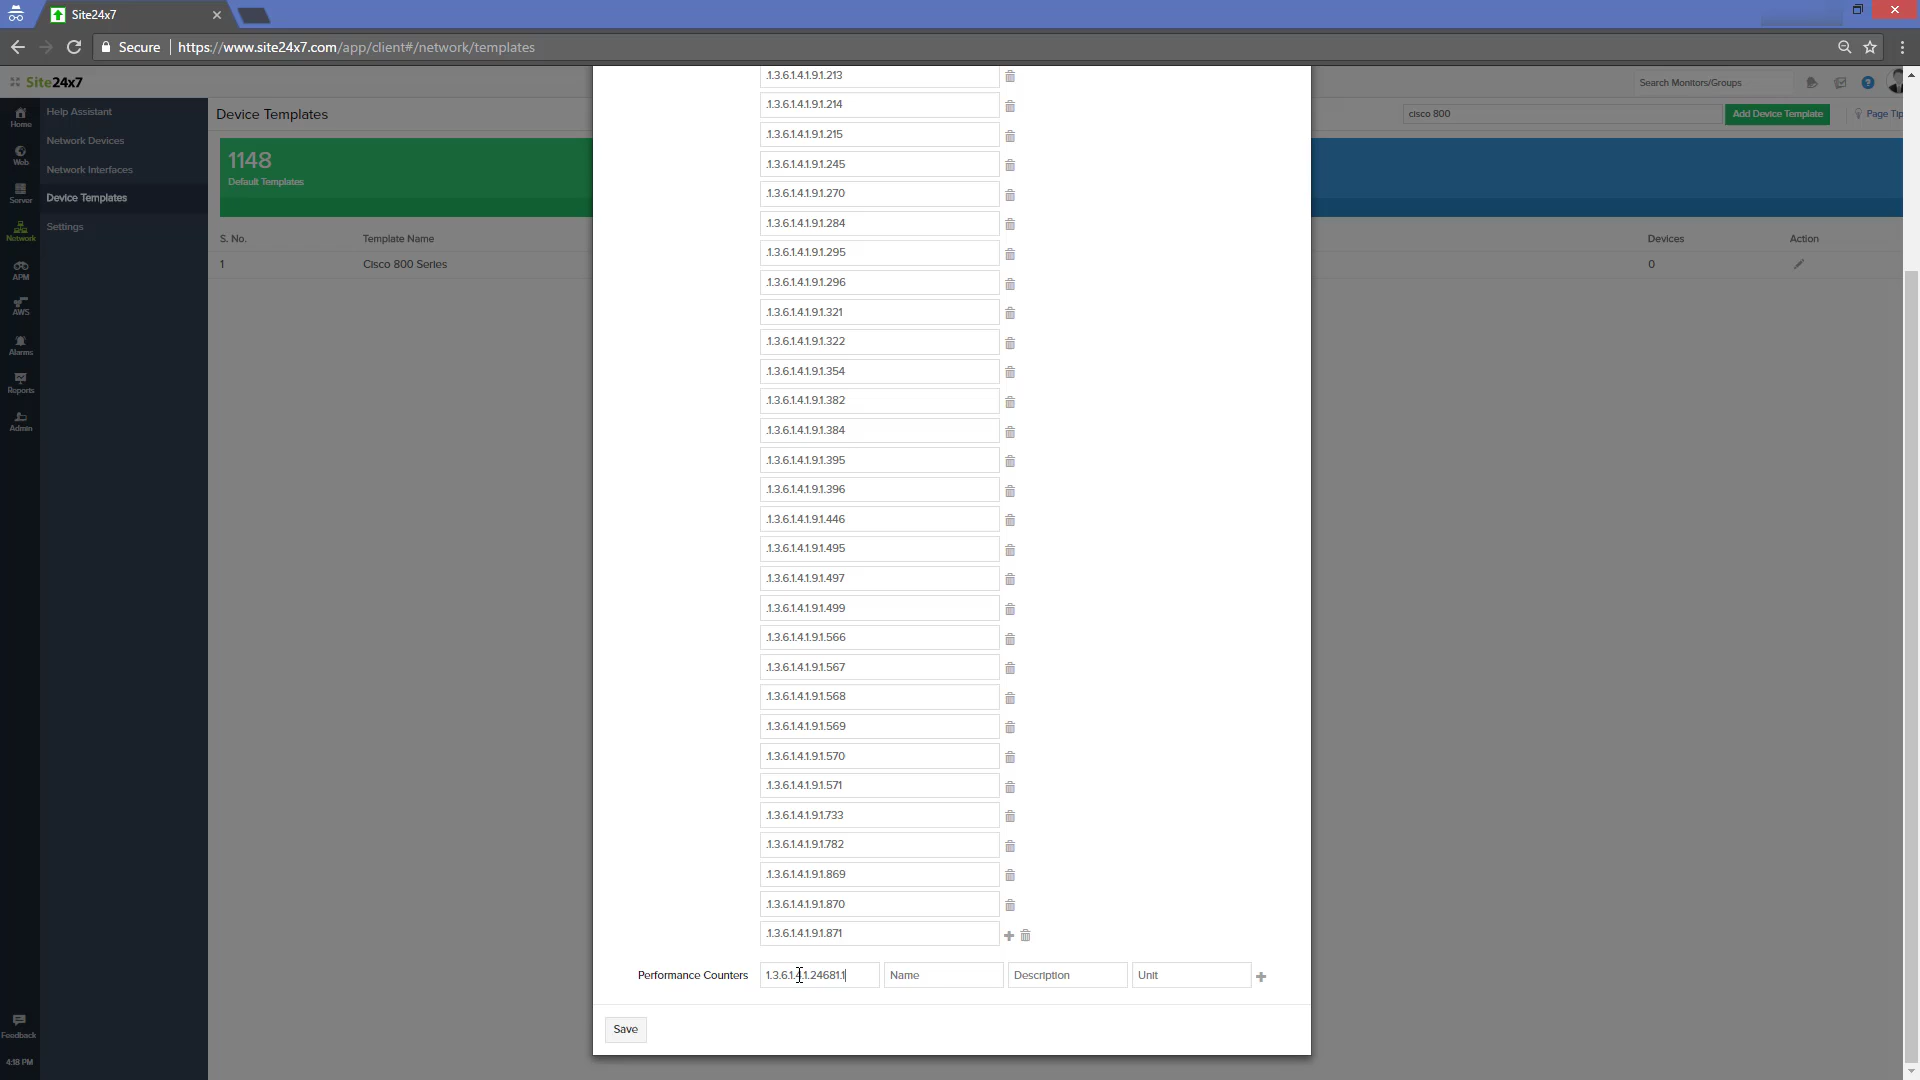 Site24x7
Secure
https://www.site24x7.com/app/client#/network/templates
Site24x7
Search Monitors/Groups
Home
Web
Server
Network
APM
AWS
Alarms
Reports
Admin
Feedback
4:18 PM
Help Assistant
Network Devices
Network Interfaces
Device Templates
Settings
Device Templates
cisco 800
Add Device Template
Page Tip
1148
Default Templates
S. No.
Template Name
Devices
Action
1
Cisco 800 Series
0
.1.3.6.1.4.1.9.1.213
.1.3.6.1.4.1.9.1.214
.1.3.6.1.4.1.9.1.215
.1.3.6.1.4.1.9.1.245
.1.3.6.1.4.1.9.1.270
.1.3.6.1.4.1.9.1.284
.1.3.6.1.4.1.9.1.295
.1.3.6.1.4.1.9.1.296
.1.3.6.1.4.1.9.1.321
.1.3.6.1.4.1.9.1.322
.1.3.6.1.4.1.9.1.354
.1.3.6.1.4.1.9.1.382
.1.3.6.1.4.1.9.1.384
.1.3.6.1.4.1.9.1.395
.1.3.6.1.4.1.9.1.396
.1.3.6.1.4.1.9.1.446
.1.3.6.1.4.1.9.1.495
.1.3.6.1.4.1.9.1.497
.1.3.6.1.4.1.9.1.499
.1.3.6.1.4.1.9.1.566
.1.3.6.1.4.1.9.1.567
.1.3.6.1.4.1.9.1.568
.1.3.6.1.4.1.9.1.569
.1.3.6.1.4.1.9.1.570
.1.3.6.1.4.1.9.1.571
.1.3.6.1.4.1.9.1.733
.1.3.6.1.4.1.9.1.782
.1.3.6.1.4.1.9.1.869
.1.3.6.1.4.1.9.1.870
.1.3.6.1.4.1.9.1.871
Performance Counters
1.3.6.1.4.1.24681.1
Name
Description
Unit
Save